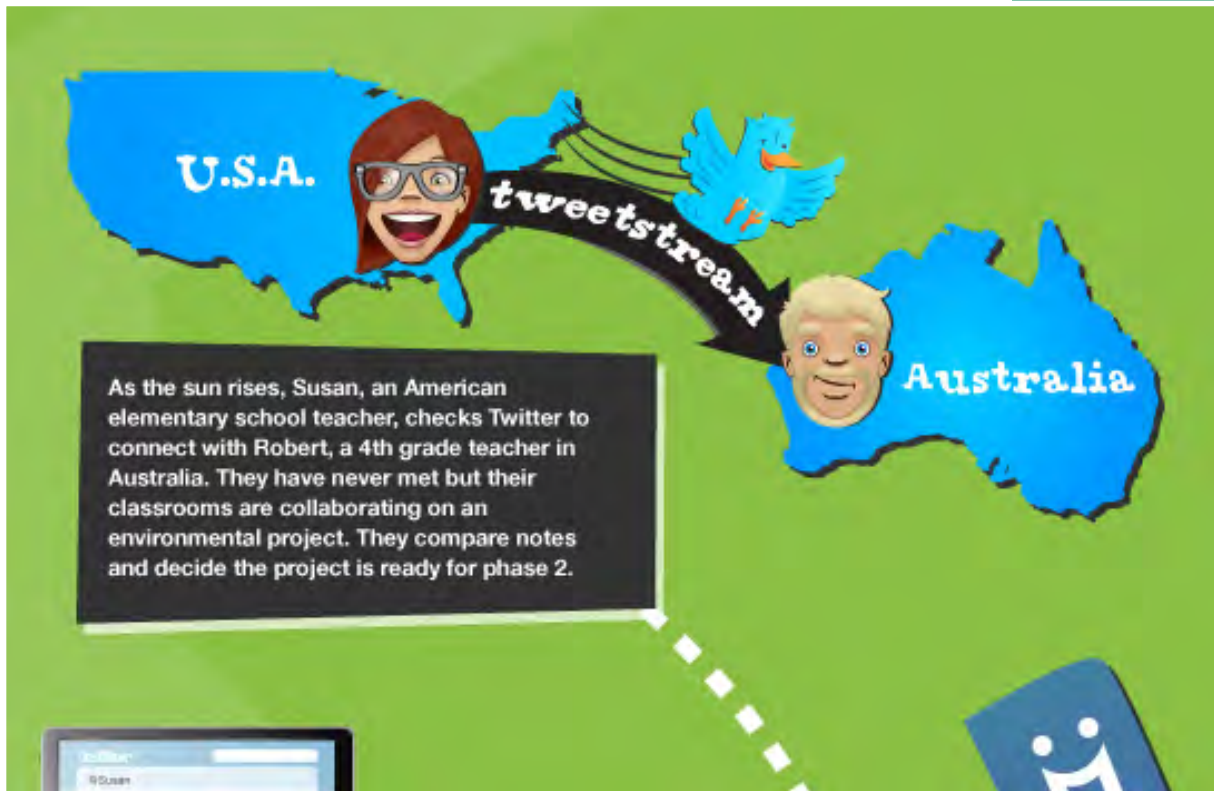 U.S.A.
tweetstream
Australia
As the sun rises, Susan, an American
elementary school teacher, checks Twitter to
connect with Robert, a 4th grade teacher in
Australia. They have never met but their
classrooms are collaborating on an
environmental project. They compare notes
and decide the project is ready for phase 2.
@Susan